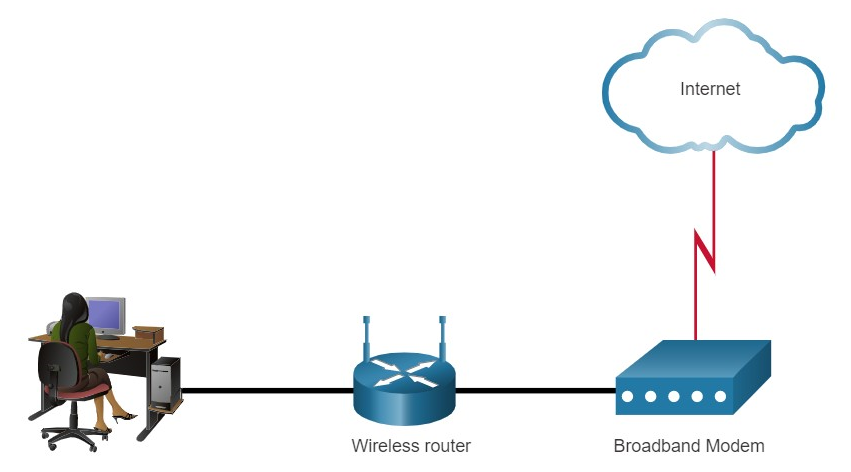 Internet
Wireless router
Broadband Modem